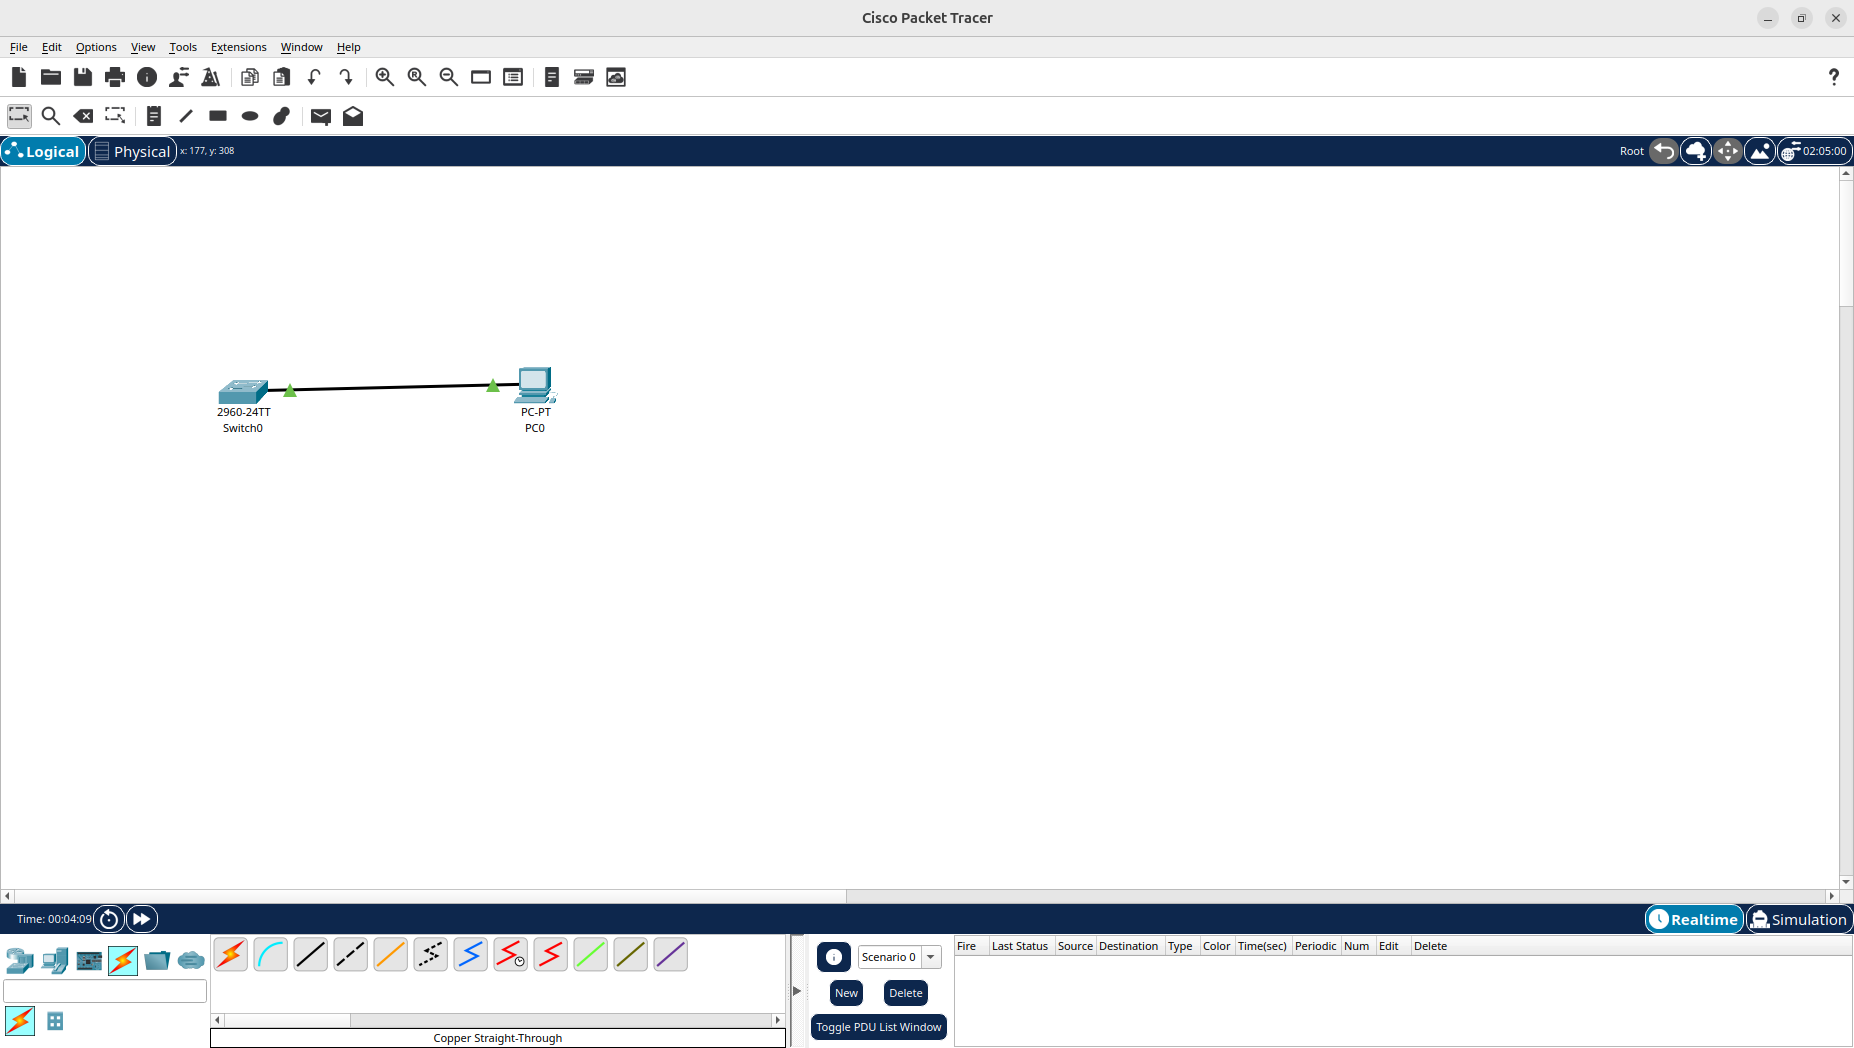 Cisco Packet Tracer
File Edit Options View Tools Extensions Window Help
Logical Physical x: 177, y: 308 Root 02:05:00
2960-24TT
Switch0
PC-PT
PC0
Time: 00:04:09 Realtime Simulation
Fire Last Status Source Destination Type Color Time(sec) Periodic Num Edit Delete
Scenario 0
New Delete
Toggle PDU List Window
Copper Straight-Through